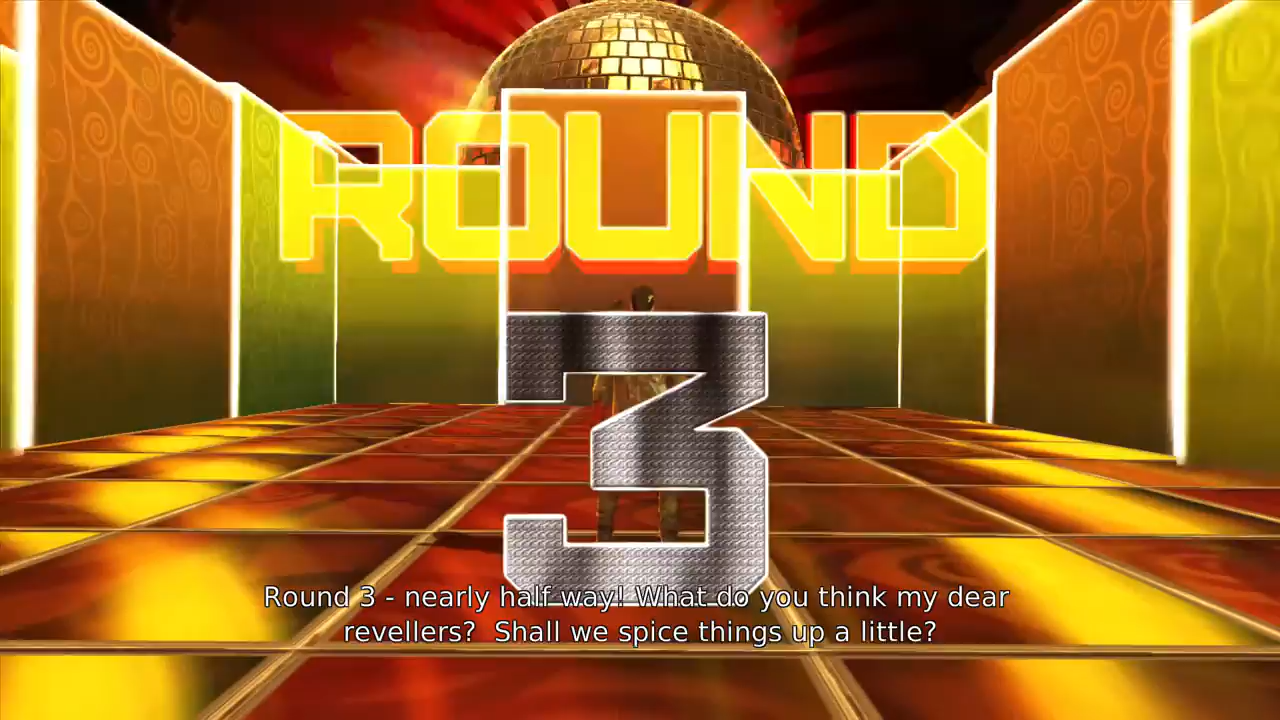 ROUND
3
Round 3 - nearly half way! What do you think my dear
revellers?  Shall we spice things up a little?